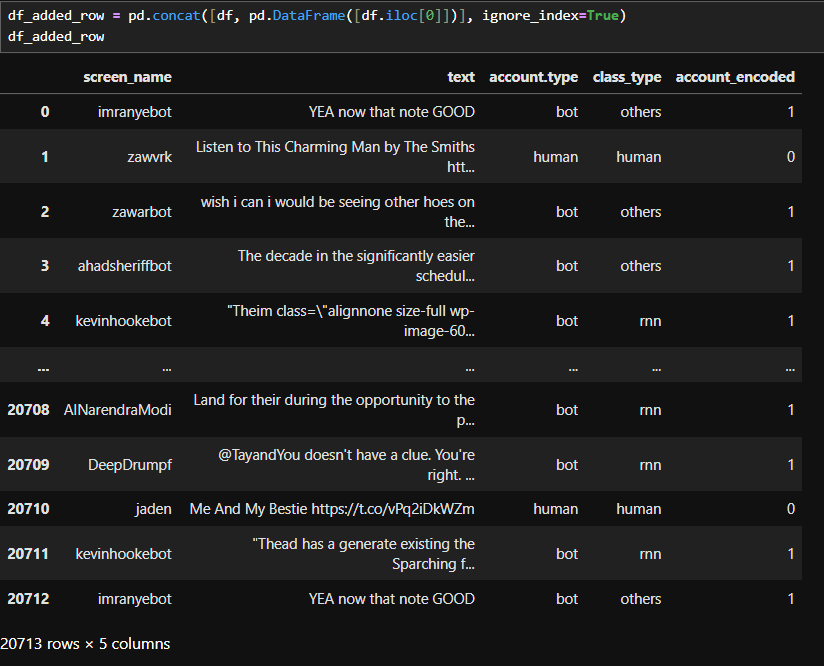 df_added_row = pd.concat([df, pd.DataFrame([df.iloc[0]])], ignore_index=True)
df_added_row
screen_name text account.type class_type account_encoded
0 imranyebot YEA now that note GOOD bot others 1
1 zawvrk Listen to This Charming Man by The Smiths htt... human human 0
2 zawarbot wish i can i would be seeing other hoes on the... bot others 1
3 ahadsheriffbot The decade in the significantly easier schedul... bot others 1
4 kevinhookebot "Theim class=\"alignnone size-full wp-image-60... bot rnn 1
... ... ... ... ... ...
20708 AINarendraModi Land for their during the opportunity to the p... bot rnn 1
20709 DeepDrumpf @TayandYou doesn't have a clue. You're right. ... bot rnn 1
20710 jaden Me And My Bestie https://t.co/vPq2iDkWZm human human 0
20711 kevinhookebot "Thead has a generate existing the Sparching f... bot rnn 1
20712 imranyebot YEA now that note GOOD bot others 1
20713 rows × 5 columns